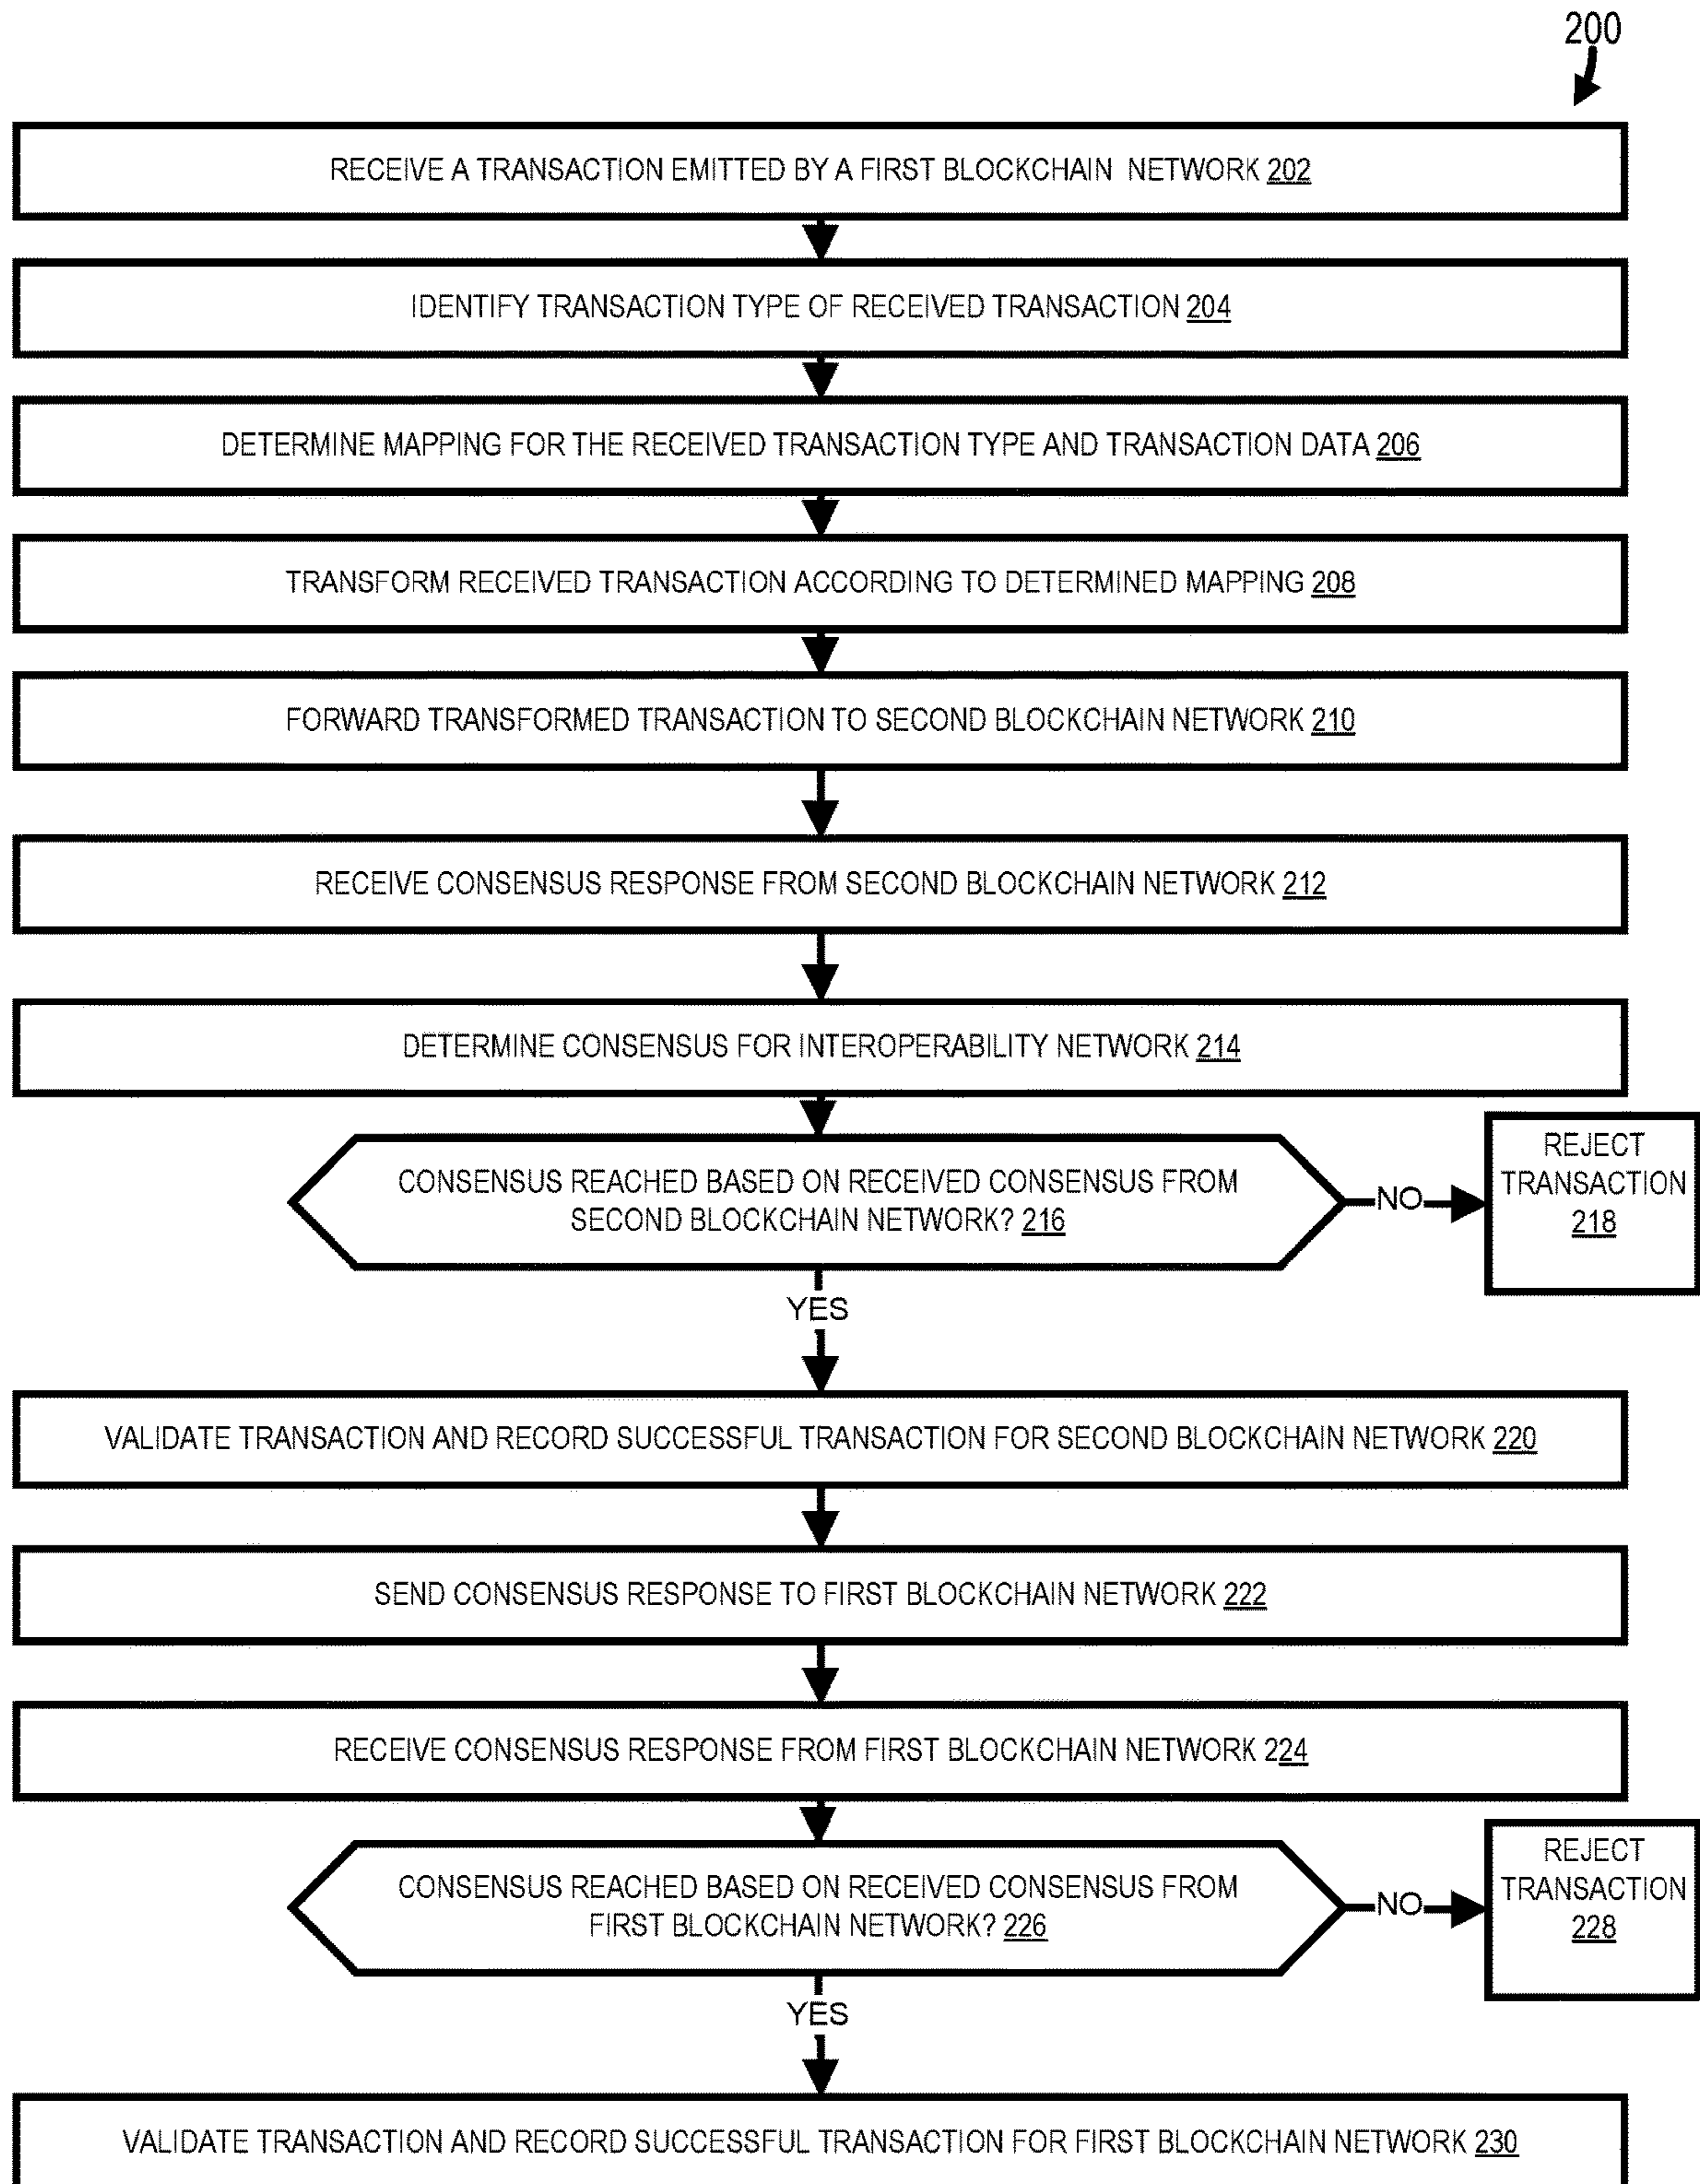 200
RECEIVE A TRANSACTION EMITTED BY A FIRST BLOCKCHAIN NETWORK 202
IDENTIFY TRANSACTION TYPE OF RECEIVED TRANSACTION 204
DETERMINE MAPPING FOR THE RECEIVED TRANSACTION TYPE AND TRANSACTION DATA 206
TRANSFORM RECEIVED TRANSACTION ACCORDING TO DETERMINED MAPPING 208
FORWARD TRANSFORMED TRANSACTION TO SECOND BLOCKCHAIN NETWORK 210
RECEIVE CONSENSUS RESPONSE FROM SECOND BLOCKCHAIN NETWORK 212
DETERMINE CONSENSUS FOR INTEROPERABILITY NETWORK 214
CONSENSUS REACHED BASED ON RECEIVED CONSENSUS FROM
SECOND BLOCKCHAIN NETWORK? 216
NO
REJECT
TRANSACTION
218
YES
VALIDATE TRANSACTION AND RECORD SUCCESSFUL TRANSACTION FOR SECOND BLOCKCHAIN NETWORK 220
SEND CONSENSUS RESPONSE TO FIRST BLOCKCHAIN NETWORK 222
RECEIVE CONSENSUS RESPONSE FROM FIRST BLOCKCHAIN NETWORK 224
CONSENSUS REACHED BASED ON RECEIVED CONSENSUS FROM
FIRST BLOCKCHAIN NETWORK? 226
NO
REJECT
TRANSACTION
228
YES
VALIDATE TRANSACTION AND RECORD SUCCESSFUL TRANSACTION FOR FIRST BLOCKCHAIN NETWORK 230